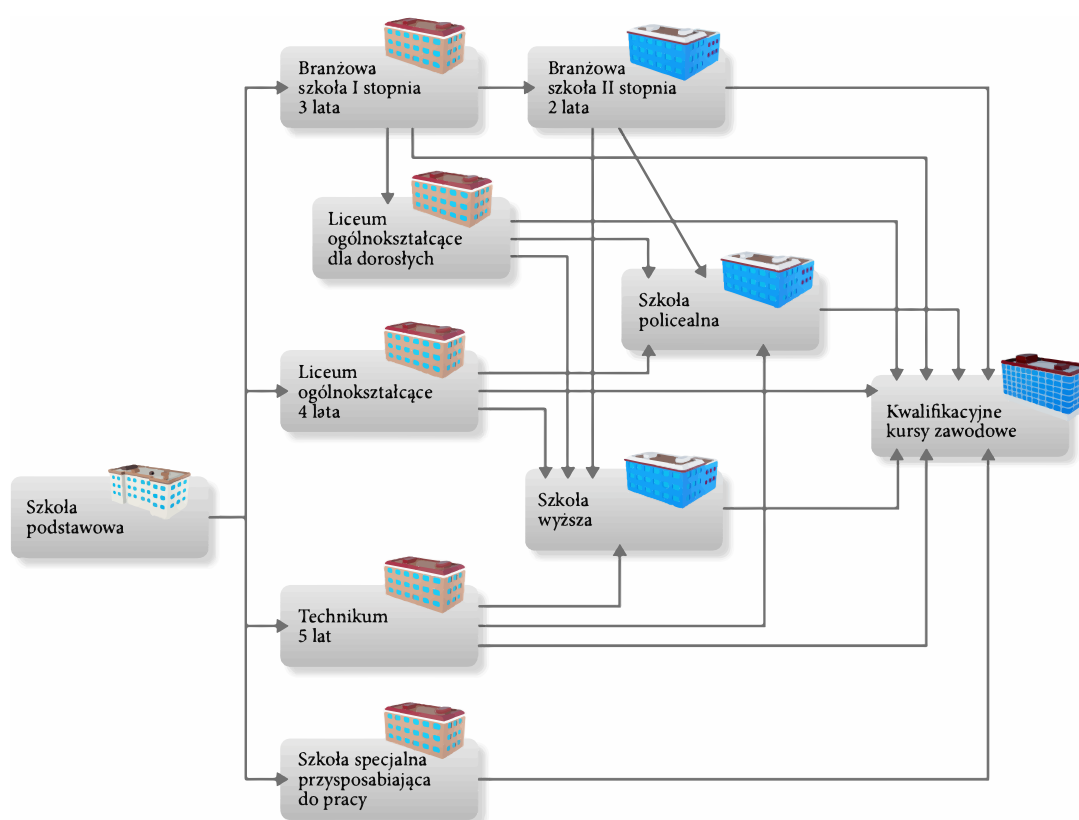 Branżowa
szkoła I stopnia
3 lata
Branżowa
szkoła II stopnia
2 lata
Liceum
ogólnokształcące
dla dorosłych
Szkoła
policealna
Liceum
ogólnokształcące
4 lata
Kwalifikacyjne
kursy zawodowe
Szkoła
podstawowa
Szkoła
wyższa
Technikum
5 lat
Szkoła specjalna
przysposabiająca
do pracy